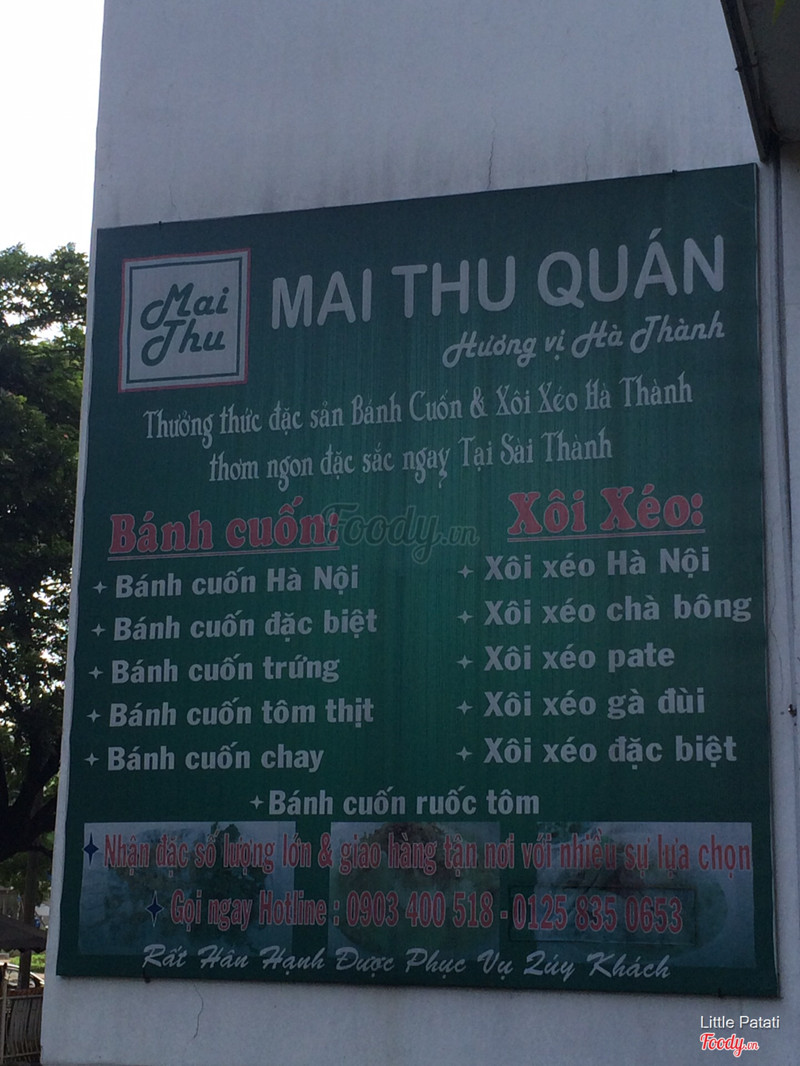 Mai
Thu
MAI THU QUÁN
Hương vị Hà Thành
Thưởng thức đặc sản Bánh Cuốn & Xôi Xéo Hà Thành
thơm ngon đặc sắc ngay Tại Sài Thành
Bánh cuốn:
Bánh cuốn Hà Nội
Bánh cuốn đặc biệt
Bánh cuốn trứng
Bánh cuốn tôm thịt
Bánh cuốn chay
Xôi Xéo:
Xôi xéo Hà Nội
Xôi xéo chà bông
Xôi xéo pate
Xôi xéo gà đùi
Xôi xéo đặc biệt
Bánh cuốn ruốc tôm
Nhận đặc số lượng lớn & giao hàng tận nơi với nhiều sự lựa chọn
Gọi ngay Hotline : 0903 400 518 - 0125 835 0653
Rất Hân Hạnh Được Phục Vụ Qúy Khách
Foody.vn
Little Patati
Foody.vn